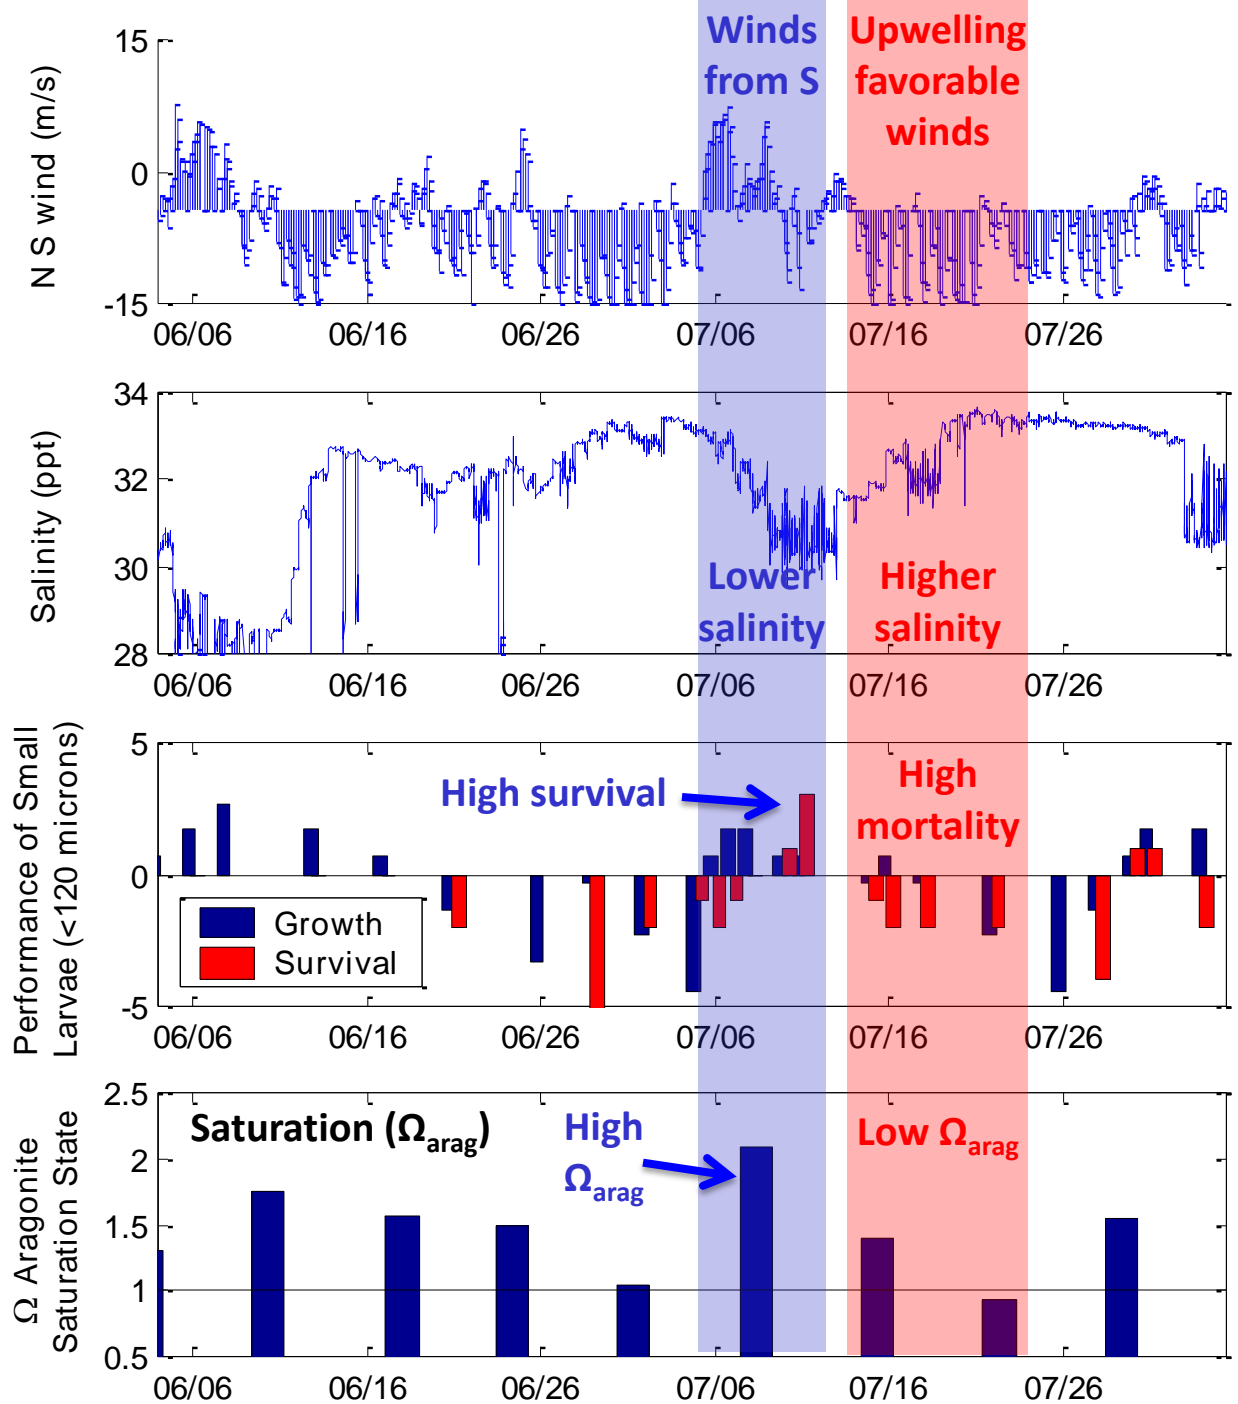 Winds
from S
Upwelling
favorable
winds
N S wind (m/s)
15
0
-15
06/06 06/16 06/26 07/06 07/16 07/26
Salinity (ppt)
34
32
30
28
Lower
salinity
Higher
salinity
06/06 06/16 06/26 07/06 07/16 07/26
Performance of Small
Larvae (<120 microns)
5
0
-5
High survival
High
mortality
Growth
Survival
06/06 06/16 06/26 07/06 07/16 07/26
Ω Aragonite
Saturation State
2.5
2
1.5
1
0.5
Saturation (Ωarag)
High
Ωarag
Low Ωarag
06/06 06/16 06/26 07/06 07/16 07/26